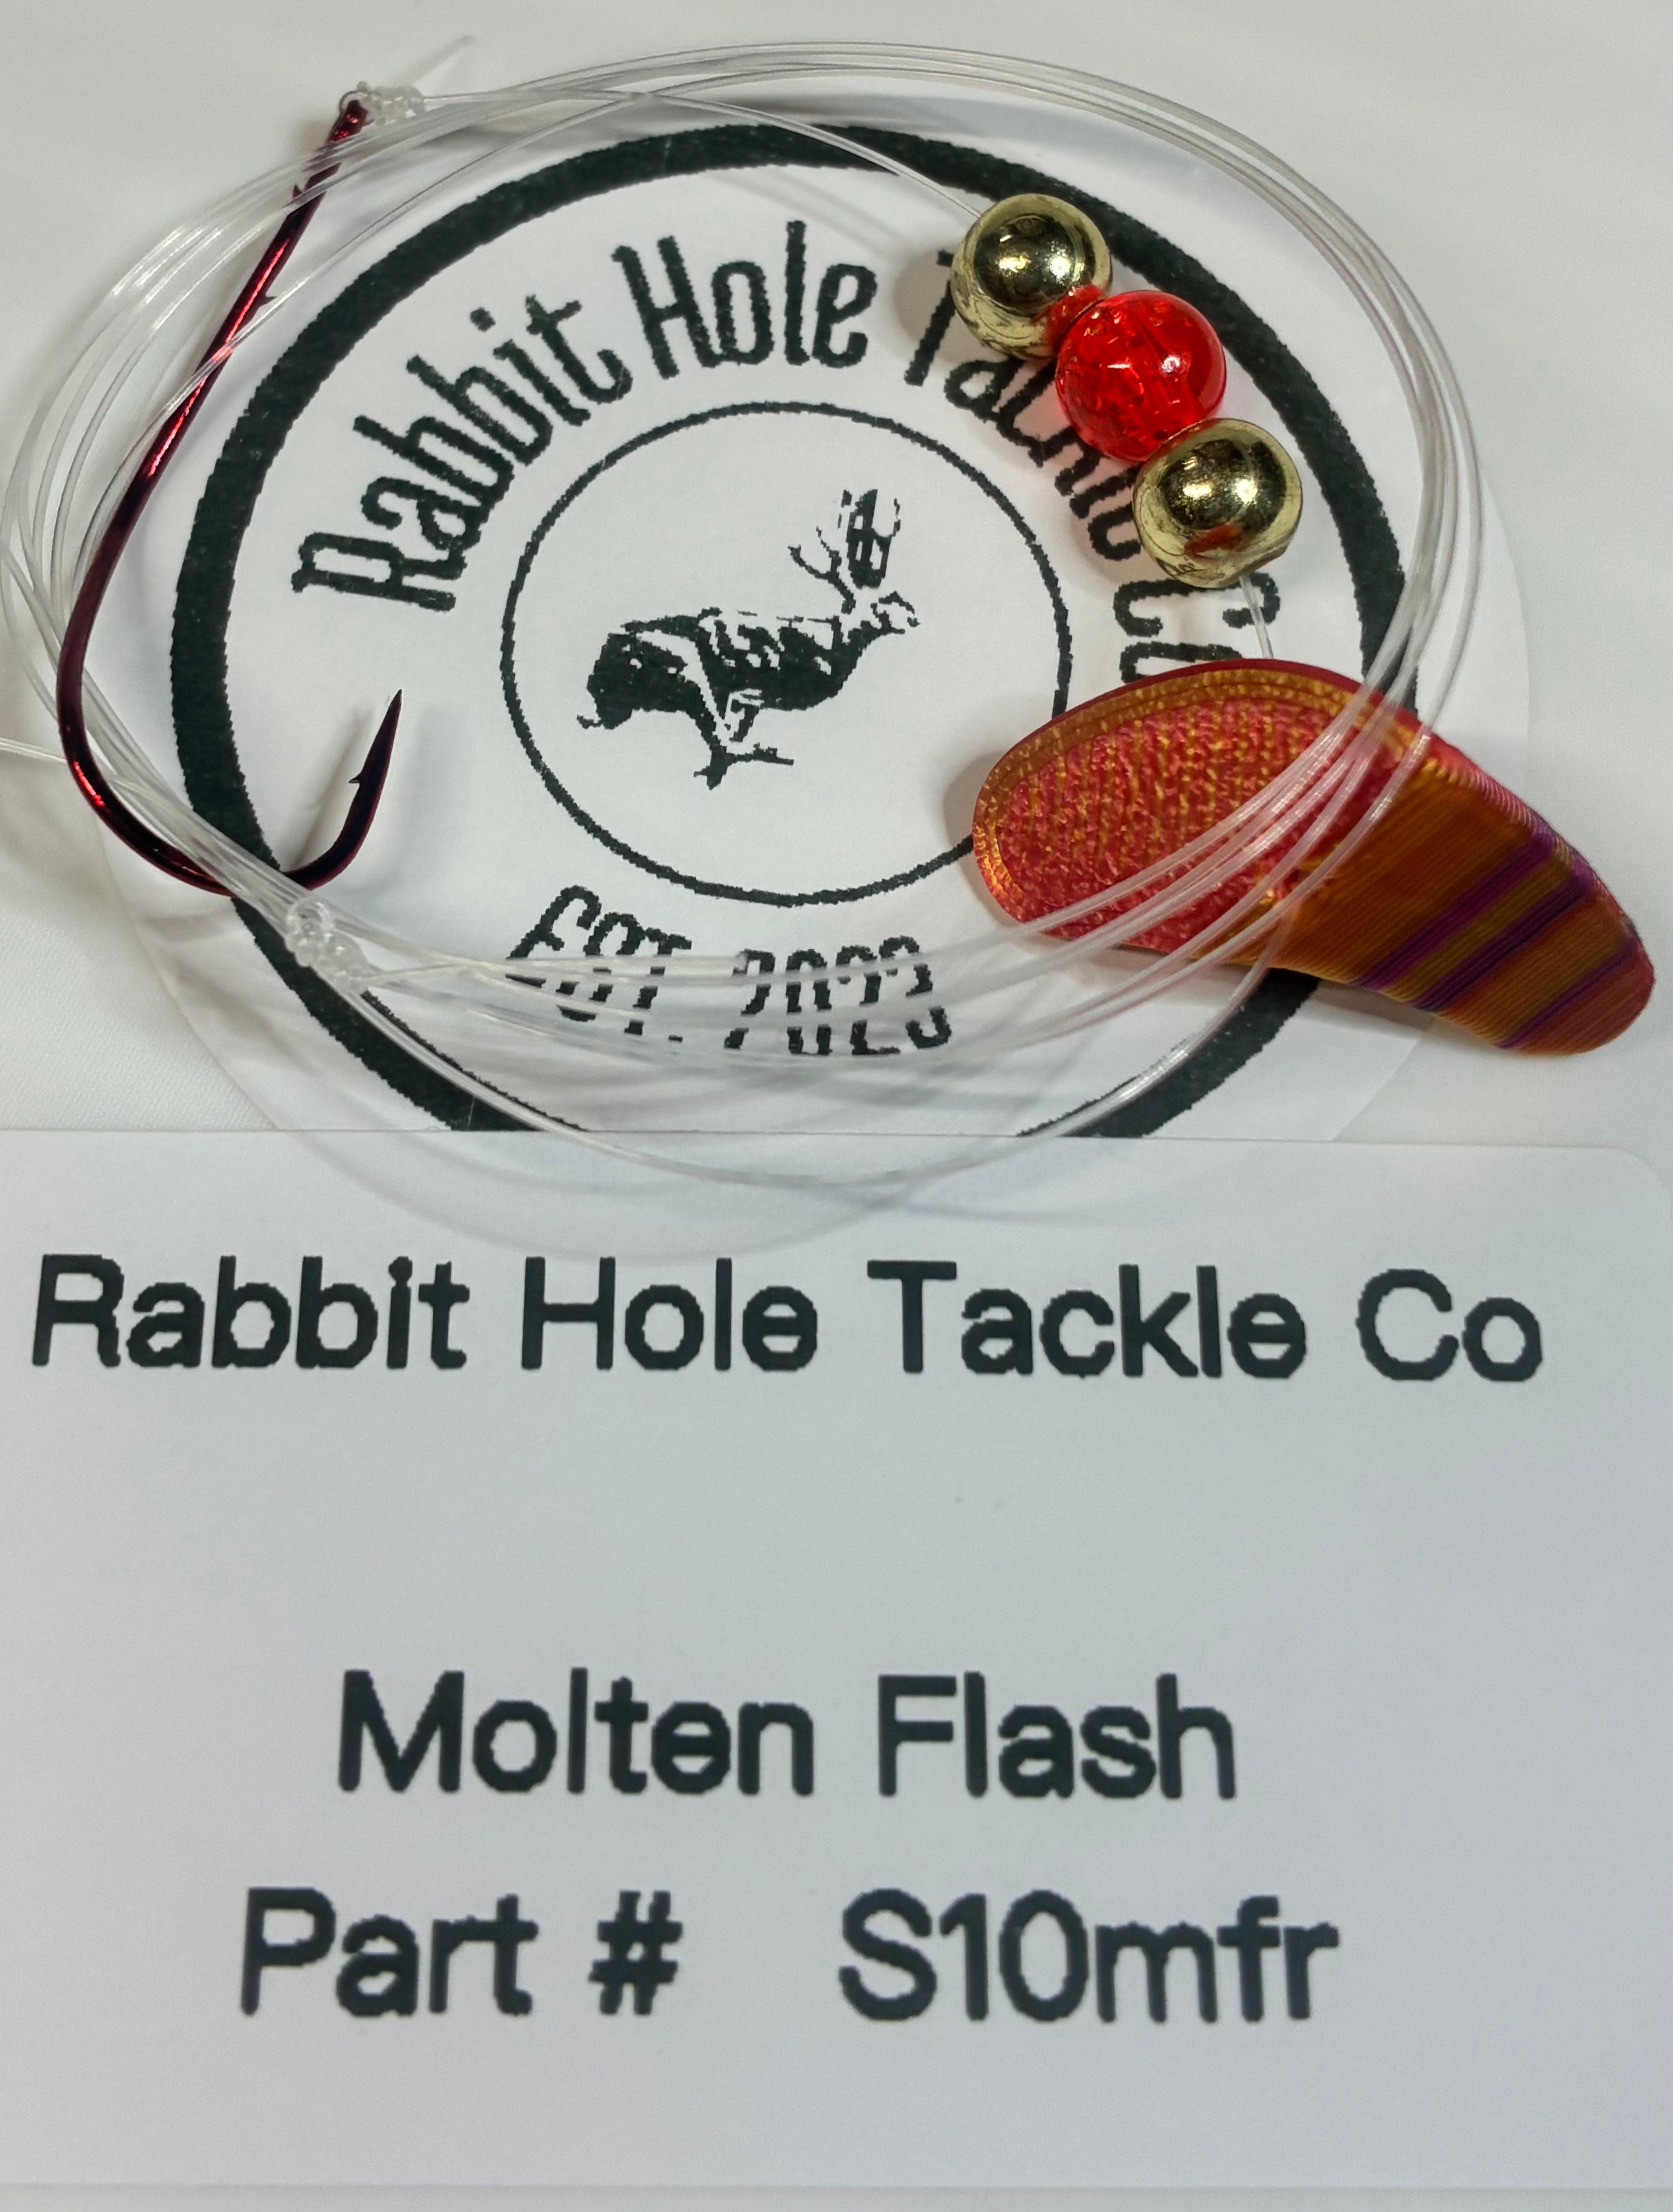 Rabbit Hole Tackle Co
EST. 2023
Rabbit Hole Tackle Co
Molten Flash
Part # S10mfr